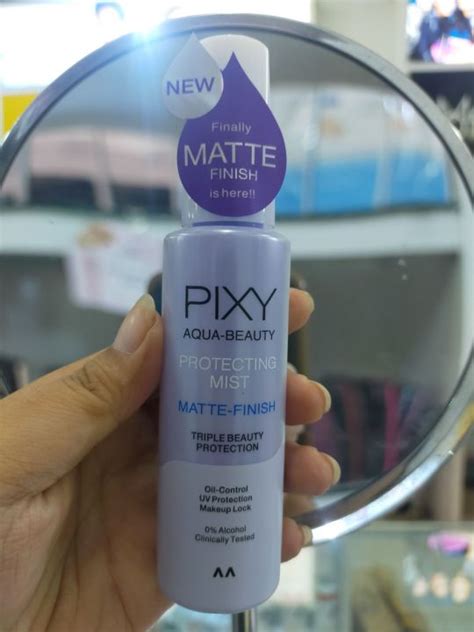 NEW
Finally
MATTE
FINISH
is here!!
PIXY
AQUA-BEAUTY
PROTECTING
MIST
MATTE-FINISH
TRIPLE BEAUTY
PROTECTION
Oil-Control
UV Protection
Makeup Lock
0% Alcohol
Clinically Tested